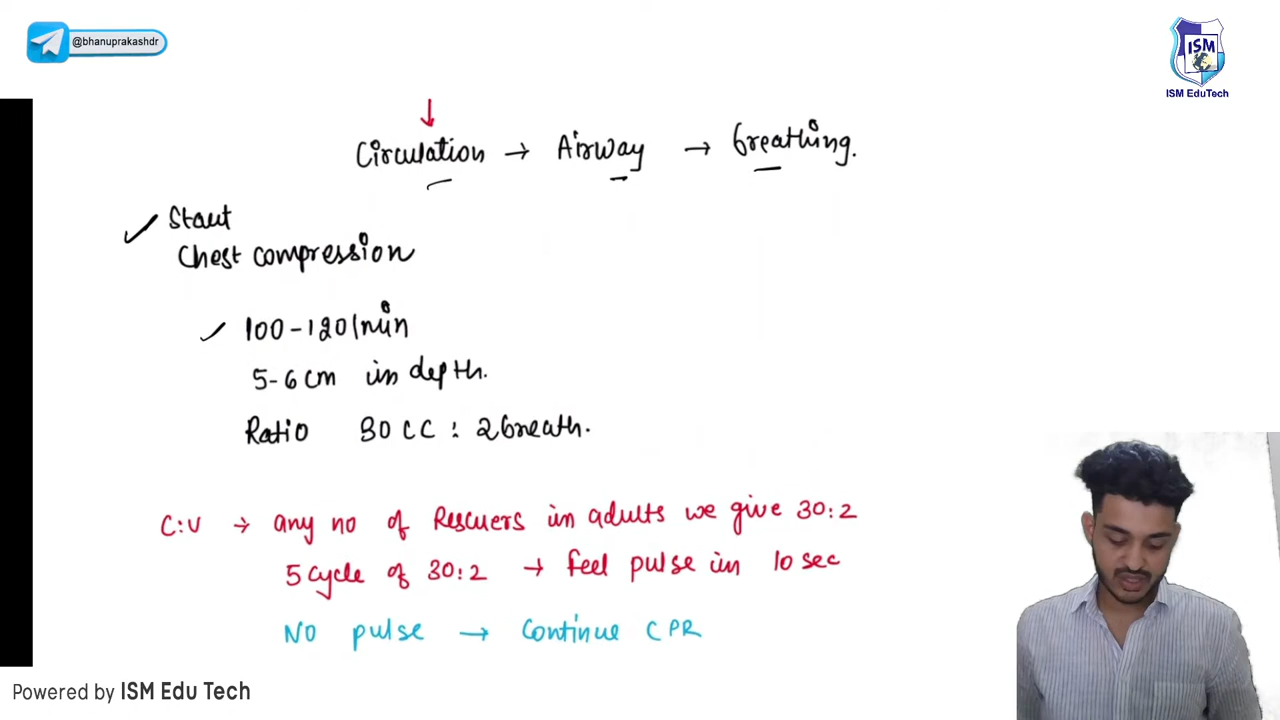 @bhanuprakashdr
ISM
ISM EduTech
Circulation → Airway → breathing.
✓ Start
Chest compression
✓ 100-120/min
5-6 cm in depth.
Ratio 30 CC : 2 breath.
C:V → any no of Rescuers in adults we give 30:2
5 cycle of 30:2 → feel pulse in 10 sec
NO pulse → Continue CPR
Powered by ISM Edu Tech